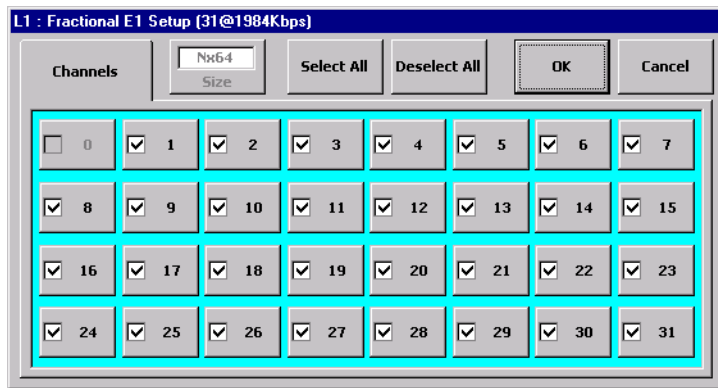 L1 : Fractional E1 Setup (31@1984Kbps)
Channels
Nx64
Size
Select All
Deselect All
OK
Cancel
0 1 2 3 4 5 6 7
8 9 10 11 12 13 14 15
16 17 18 19 20 21 22 23
24 25 26 27 28 29 30 31